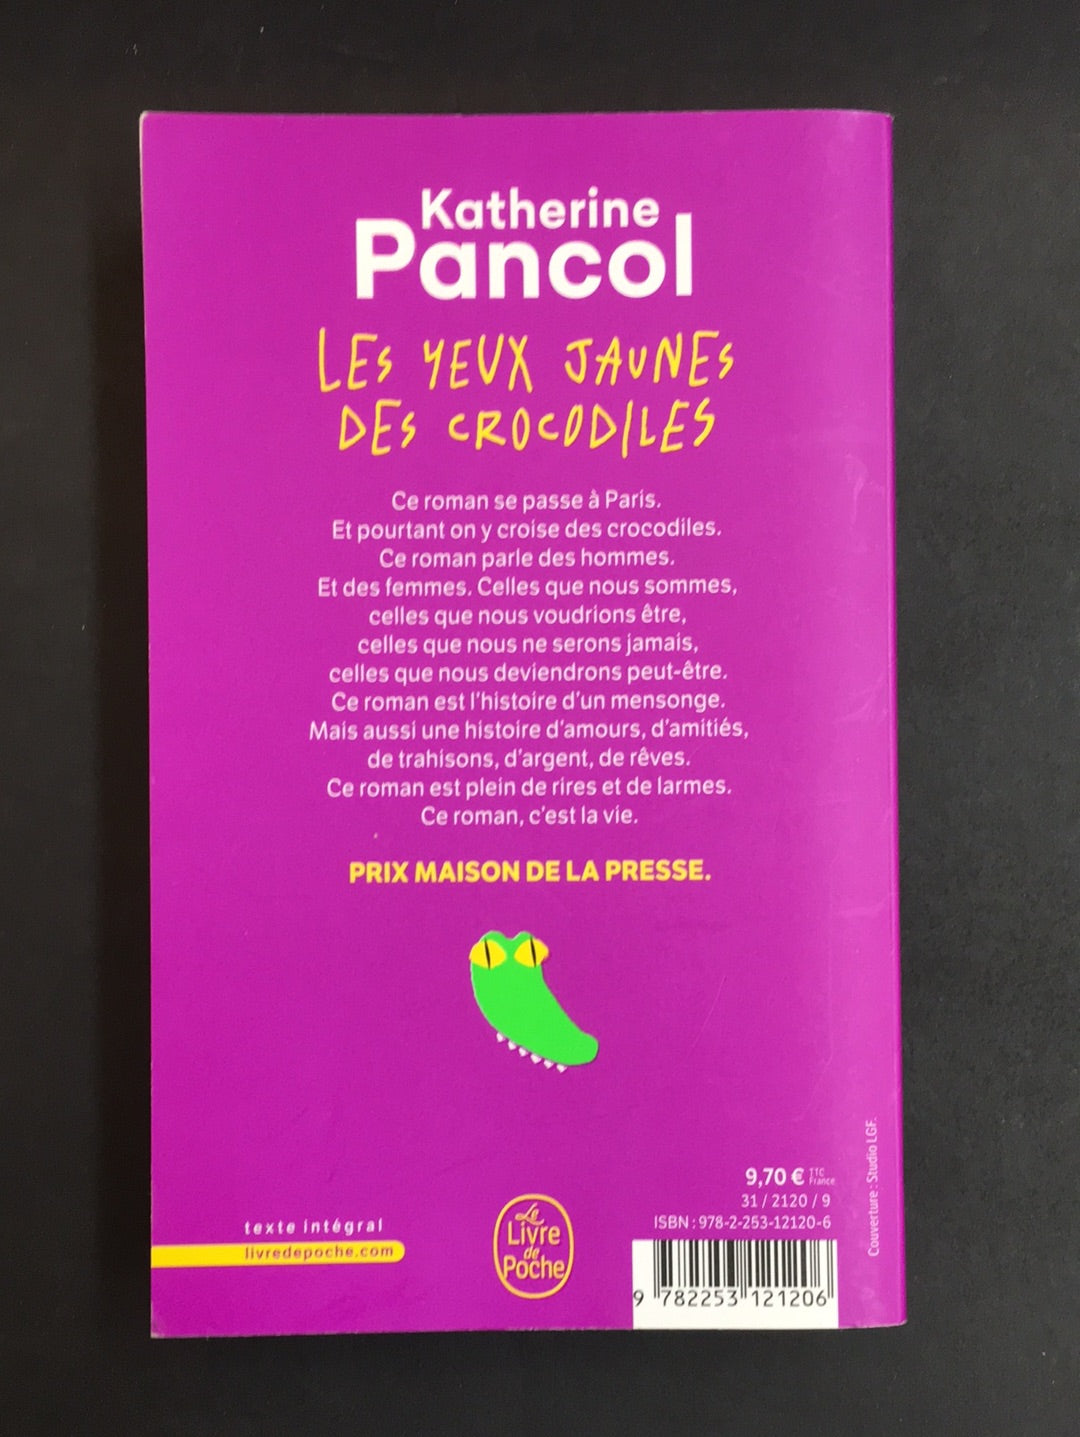 Katherine
Pancol
LES YEUX JAUNES
DES CROCODILES
Ce roman se passe à Paris.
Et pourtant on y croise des crocodiles.
Ce roman parle des hommes.
Et des femmes. Celles que nous sommes,
celles que nous voudrions être,
celles que nous ne serons jamais,
celles que nous deviendrons peut-être.
Ce roman est l'histoire d'un mensonge.
Mais aussi une histoire d'amours, d'amitiés,
de trahisons, d'argent, de rêves.
Ce roman est plein de rires et de larmes.
Ce roman, c'est la vie.
PRIX MAISON DE LA PRESSE.
texte intégral
livredepoche.com
Le
Livre
de
Poche
9,70 € TTC
France
31 / 2120 / 9
ISBN : 978-2-253-12120-6
9 782253 121206
Couverture : Studio LGF.